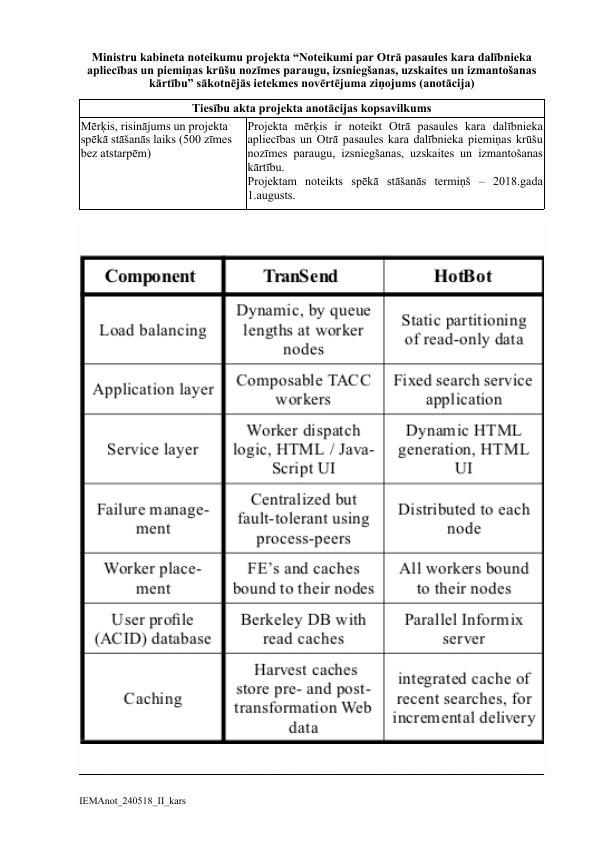 Ministru kabineta noteikumu projekta “Noteikumi par Otrā pasaules kara dalībnieka
apliecības un piemiņas krūšu nozīmes paraugu, izsniegšanas, uzskaites un izmantošanas
kārtību” sākotnējās ietekmes novērtējuma ziņojums (anotācija)
Tiesību akta projekta anotācijas kopsavilkums
Mērķis, risinājums un projekta
spēkā stāšanās laiks (500 zīmes
bez atstarpēm)
Projekta mērķis ir noteikt Otrā pasaules kara dalībnieka
apliecības un Otrā pasaules kara dalībnieka piemiņas krūšu
nozīmes paraugu, izsniegšanas, uzskaites un izmantošanas
kārtību.
Projektam noteikts spēkā stāšanās termiņš – 2018.gada
1.augusts.
Component
TranSend
HotBot
Load balancing
Dynamic, by queue
lengths at worker
nodes
Static partitioning
of read-only data
Application layer
Composable TACC
workers
Fixed search service
application
Service layer
Worker dispatch
logic, HTML / Java-
Script UI
Dynamic HTML
generation, HTML
UI
Failure manage-
ment
Centralized but
fault-tolerant using
process-peers
Distributed to each
node
Worker place-
ment
FE’s and caches
bound to their nodes
All workers bound
to their nodes
User profile
(ACID) database
Berkeley DB with
read caches
Parallel Informix
server
Caching
Harvest caches
store pre- and post-
transformation Web
data
integrated cache of
recent searches, for
incremental delivery
IEMAnot_240518_II_kars